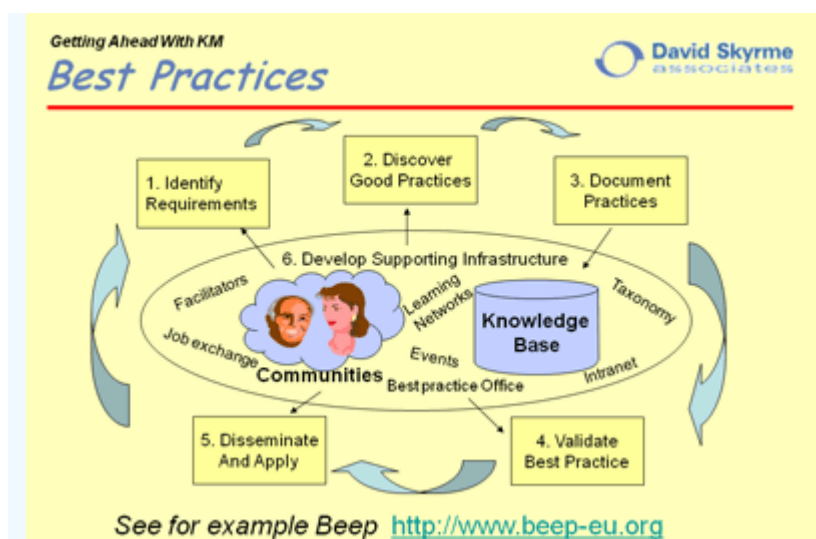 Getting Ahead With KM
Best Practices
David Skyrme
associates
1. Identify
Requirements
2. Discover
Good Practices
3. Document
Practices
6. Develop Supporting Infrastructure
Facilitators
Job exchange
Communities
Learning
Networks
Events
Best practice Office
Knowledge
Base
Taxonomy
Intranet
5. Disseminate
And Apply
4. Validate
Best Practice
See for example Beep http://www.beep-eu.org